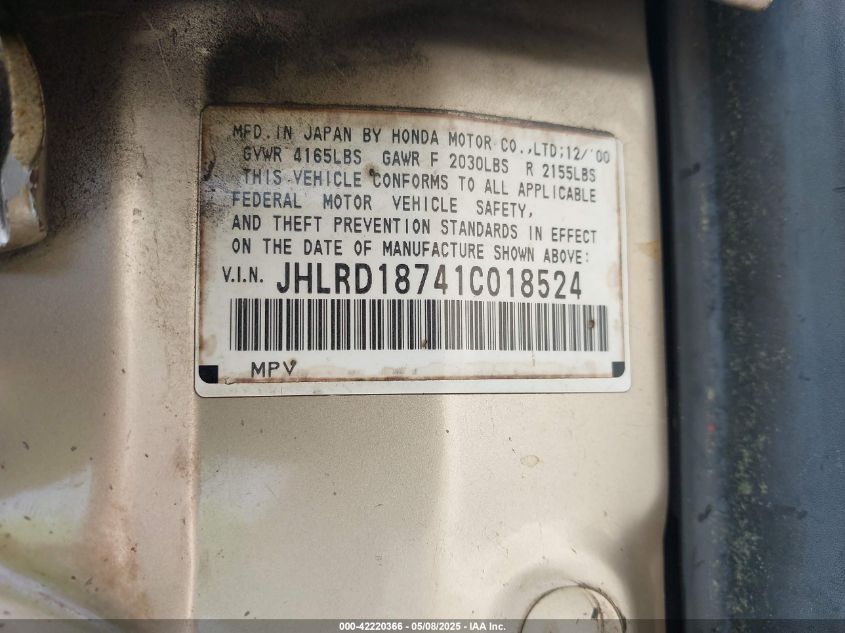 MFD. IN JAPAN BY HONDA MOTOR CO.,LTD;12/'00
GVWR 4165LBS GAWR F 2030LBS R 2155LBS
THIS VEHICLE CONFORMS TO ALL APPLICABLE
FEDERAL MOTOR VEHICLE SAFETY,
AND THEFT PREVENTION STANDARDS IN EFFECT
ON THE DATE OF MANUFACTURE SHOWN ABOVE:
V.I.N. JHLRD18741C018524
MPV
000-42220366 - 05/08/2025 - IAA Inc.